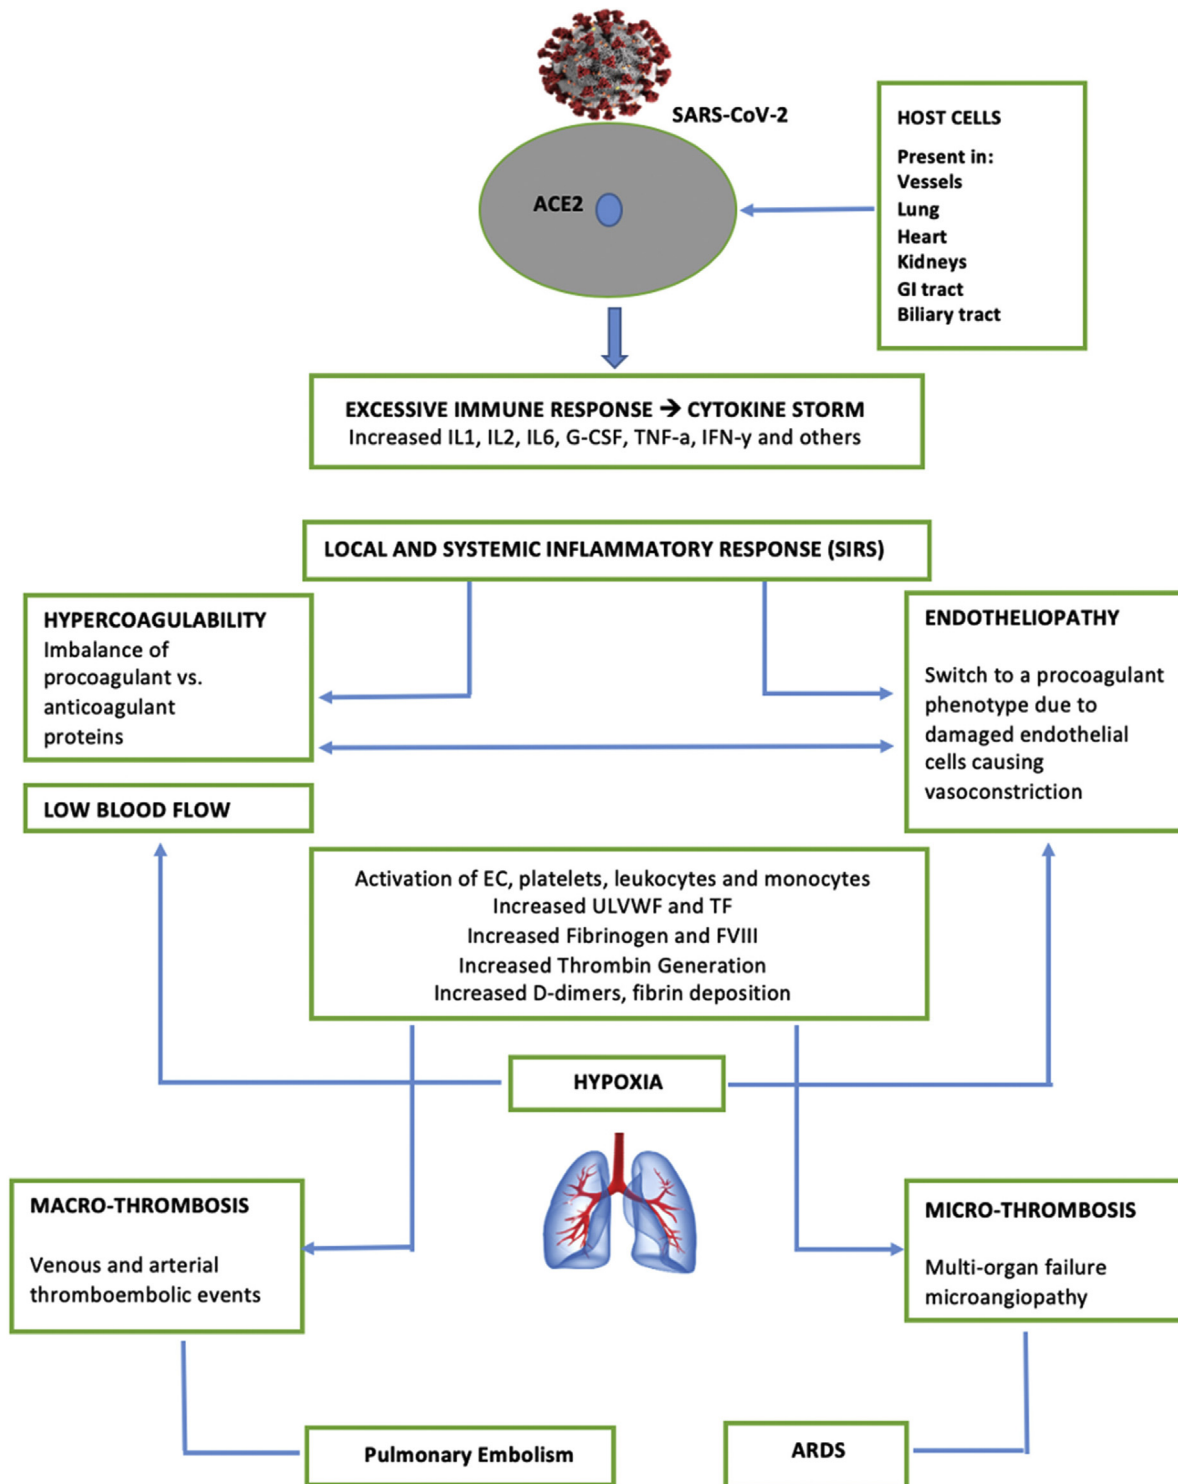 SARS-CoV-2
ACE2
HOST CELLS
Present in:
Vessels
Lung
Heart
Kidneys
GI tract
Biliary tract
EXCESSIVE IMMUNE RESPONSE → CYTOKINE STORM
Increased IL1, IL2, IL6, G-CSF, TNF-a, IFN-y and others
LOCAL AND SYSTEMIC INFLAMMATORY RESPONSE (SIRS)
HYPERCOAGULABILITY
Imbalance of
procoagulant vs.
anticoagulant
proteins
ENDOTHELIOPATHY
Switch to a procoagulant
phenotype due to
damaged endothelial
cells causing
vasoconstriction
LOW BLOOD FLOW
Activation of EC, platelets, leukocytes and monocytes
Increased ULVWF and TF
Increased Fibrinogen and FVIII
Increased Thrombin Generation
Increased D-dimers, fibrin deposition
HYPOXIA
MACRO-THROMBOSIS
Venous and arterial
thromboembolic events
MICRO-THROMBOSIS
Multi-organ failure
microangiopathy
Pulmonary Embolism
ARDS